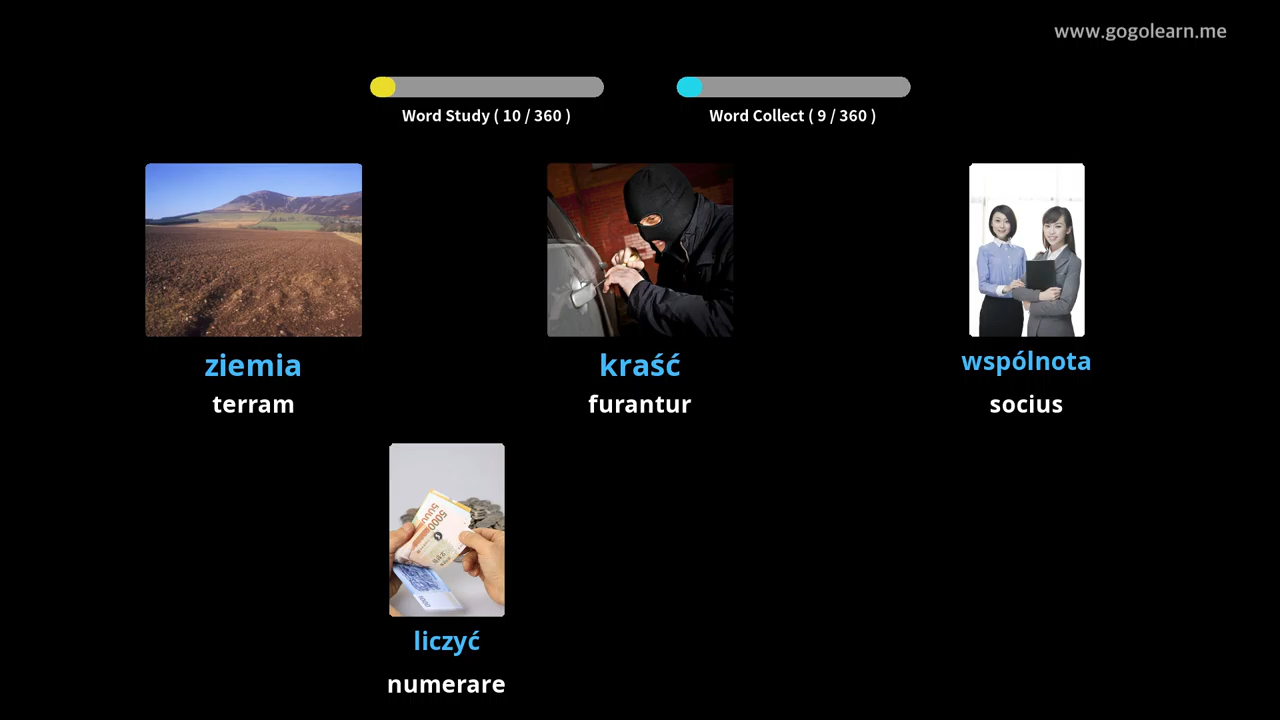 www.gogolearn.me
Word Study ( 10 / 360 )
Word Collect ( 9 / 360 )
ziemia
terram
kraść
furantur
wspólnota
socius
liczyć
numerare